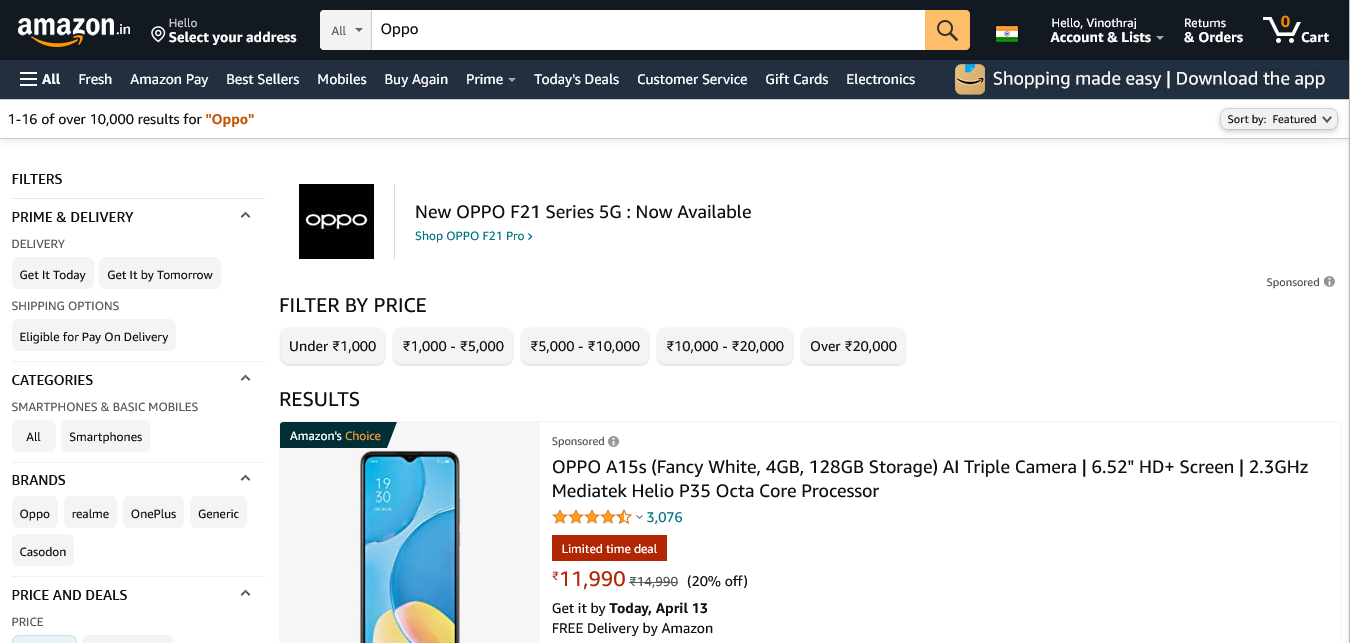 amazon.in
Hello
Select your address
All
Oppo
Hello, Vinothraj
Account & Lists
Returns
& Orders
0
Cart
All
Fresh
Amazon Pay
Best Sellers
Mobiles
Buy Again
Prime
Today's Deals
Customer Service
Gift Cards
Electronics
Shopping made easy | Download the app
1-16 of over 10,000 results for "Oppo"
Sort by: Featured
FILTERS
PRIME & DELIVERY
DELIVERY
Get It Today
Get It by Tomorrow
SHIPPING OPTIONS
Eligible for Pay On Delivery
CATEGORIES
SMARTPHONES & BASIC MOBILES
All
Smartphones
BRANDS
Oppo
realme
OnePlus
Generic
Casodon
PRICE AND DEALS
PRICE
oppo
New OPPO F21 Series 5G : Now Available
Shop OPPO F21 Pro ›
Sponsored
FILTER BY PRICE
Under ₹1,000
₹1,000 - ₹5,000
₹5,000 - ₹10,000
₹10,000 - ₹20,000
Over ₹20,000
RESULTS
Amazon's Choice
19
30
Sponsored
OPPO A15s (Fancy White, 4GB, 128GB Storage) AI Triple Camera | 6.52" HD+ Screen | 2.3GHz
Mediatek Helio P35 Octa Core Processor
3,076
Limited time deal
₹11,990 ₹14,990 (20% off)
Get it by Today, April 13
FREE Delivery by Amazon